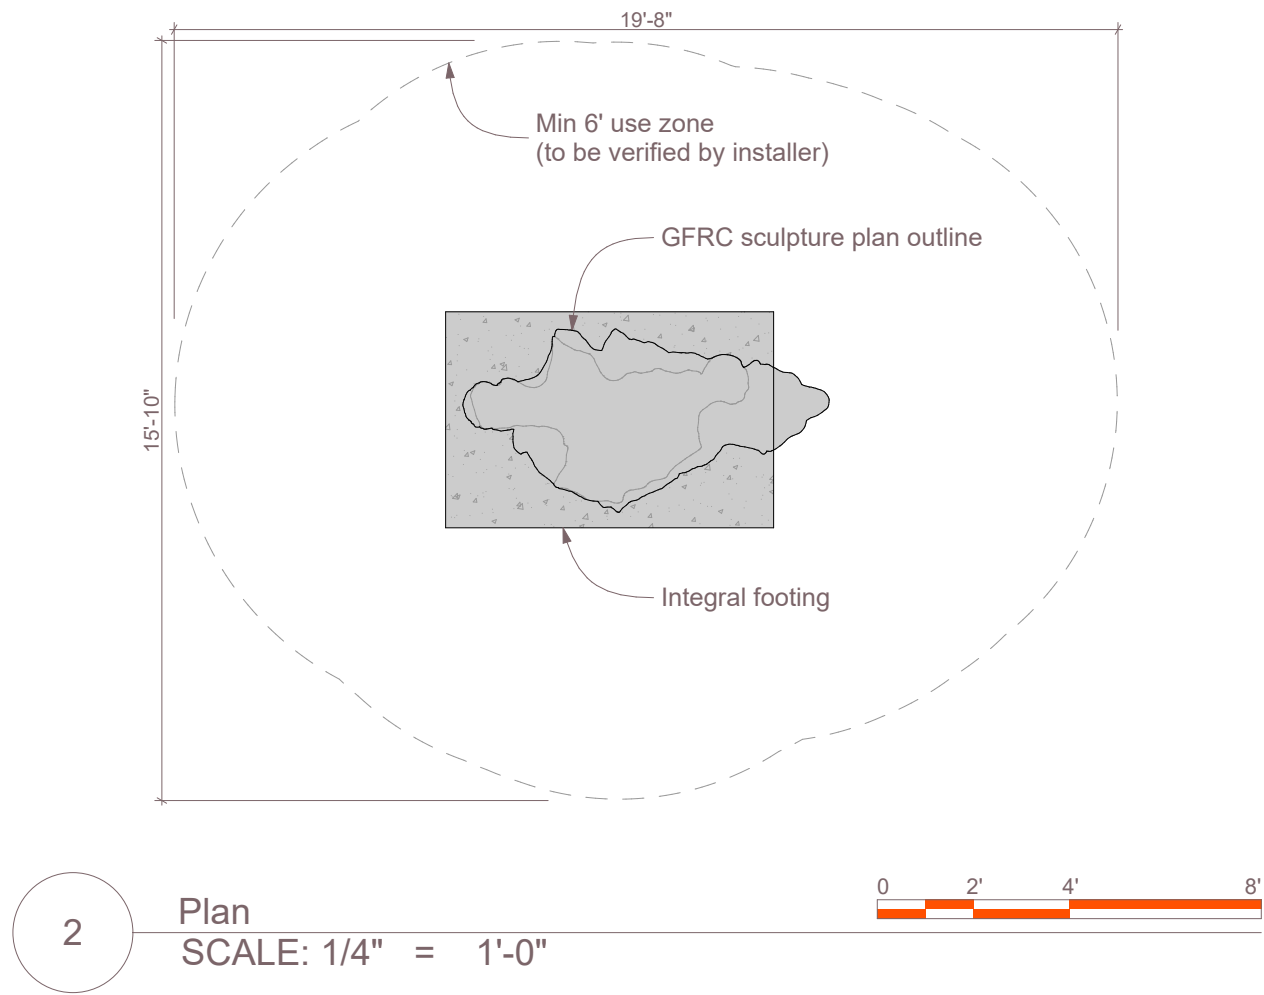 19'-8"
Min 6' use zone
(to be verified by installer)
GFRC sculpture plan outline
15'-10"
Integral footing
0 2' 4' 8'
2
Plan
SCALE: 1/4" = 1'-0"